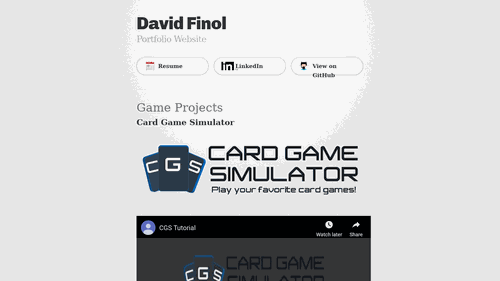 David Finol
Portfolio Website
Resume
LinkedIn
View on
GitHub
Game Projects
Card Game Simulator
CGS CARD GAME
SIMULATOR
Play your favorite card games!
CGS Tutorial
Watch later
Share
CGS CARD GAME